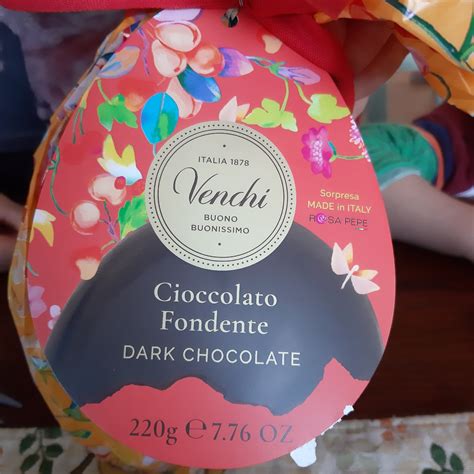 ITALIA 1878
Venchi
BUONO
BUONISSIMO
Sorpresa
MADE in ITALY
ROSA PEPE
Cioccolato
Fondente
DARK CHOCOLATE
220g ℮ 7.76 OZ